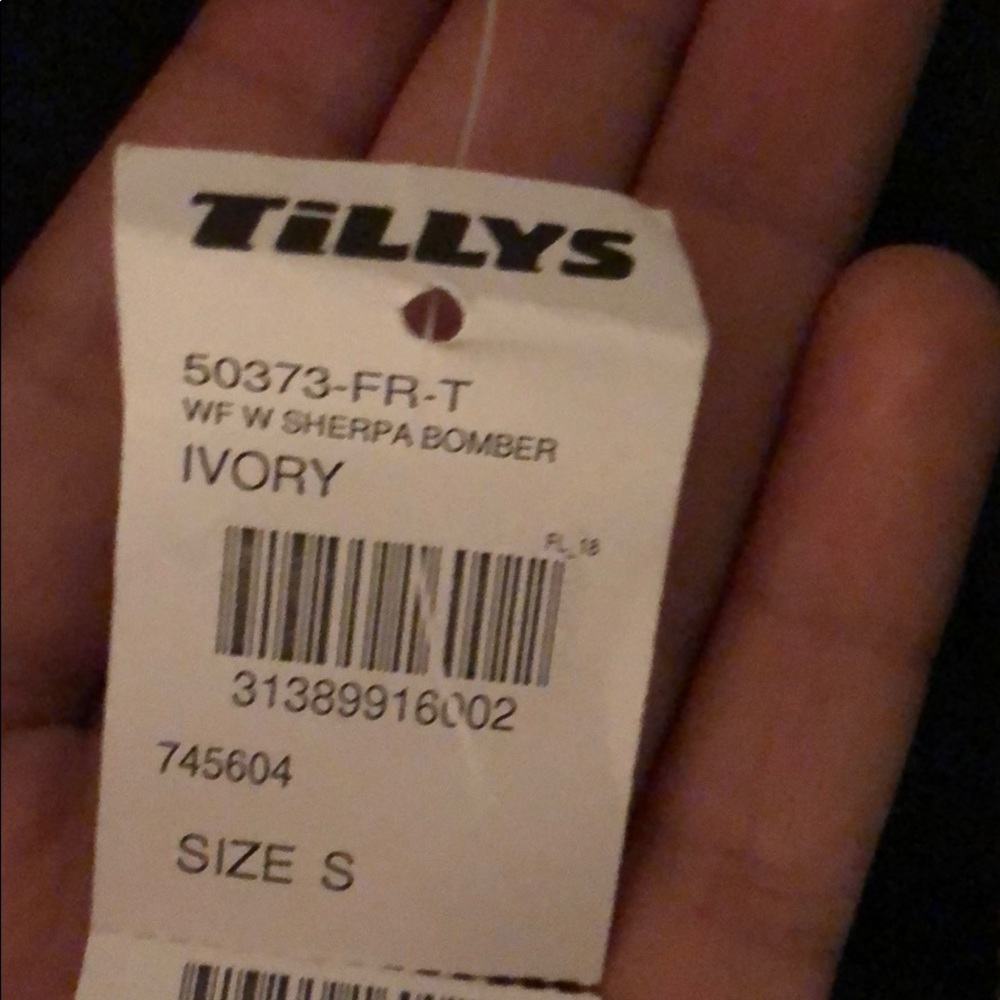 TiLLYS
50373-FR-T
WF W SHERPA BOMBER
IVORY
FL_18
31389916002
745604
SIZE S